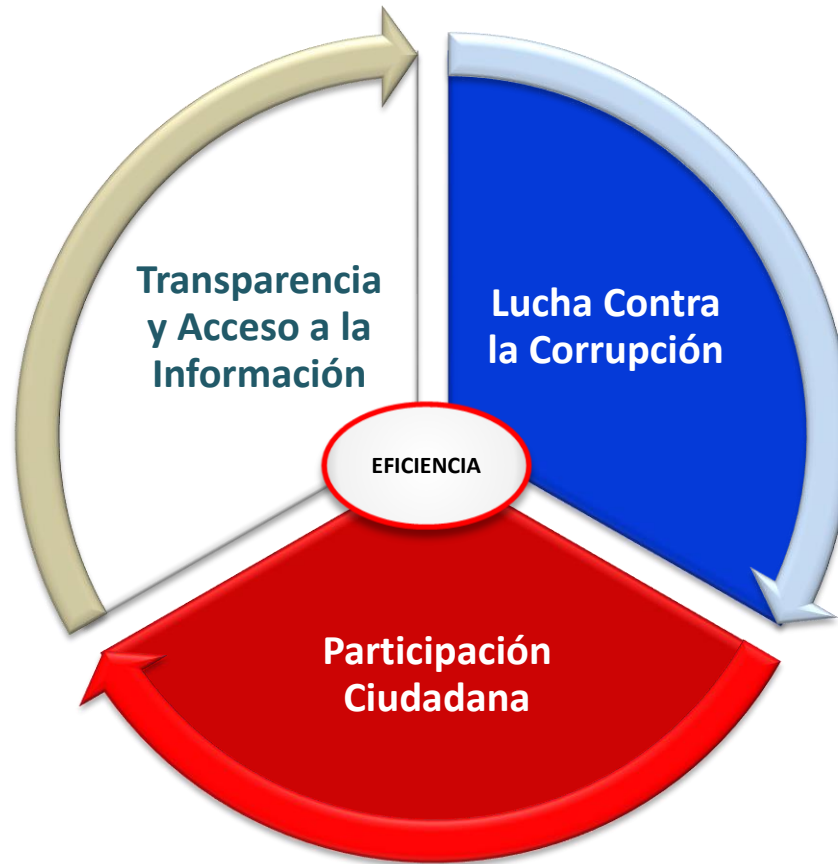 Transparencia
y Acceso a la
Información
Lucha Contra
la Corrupción
EFICIENCIA
Participación
Ciudadana